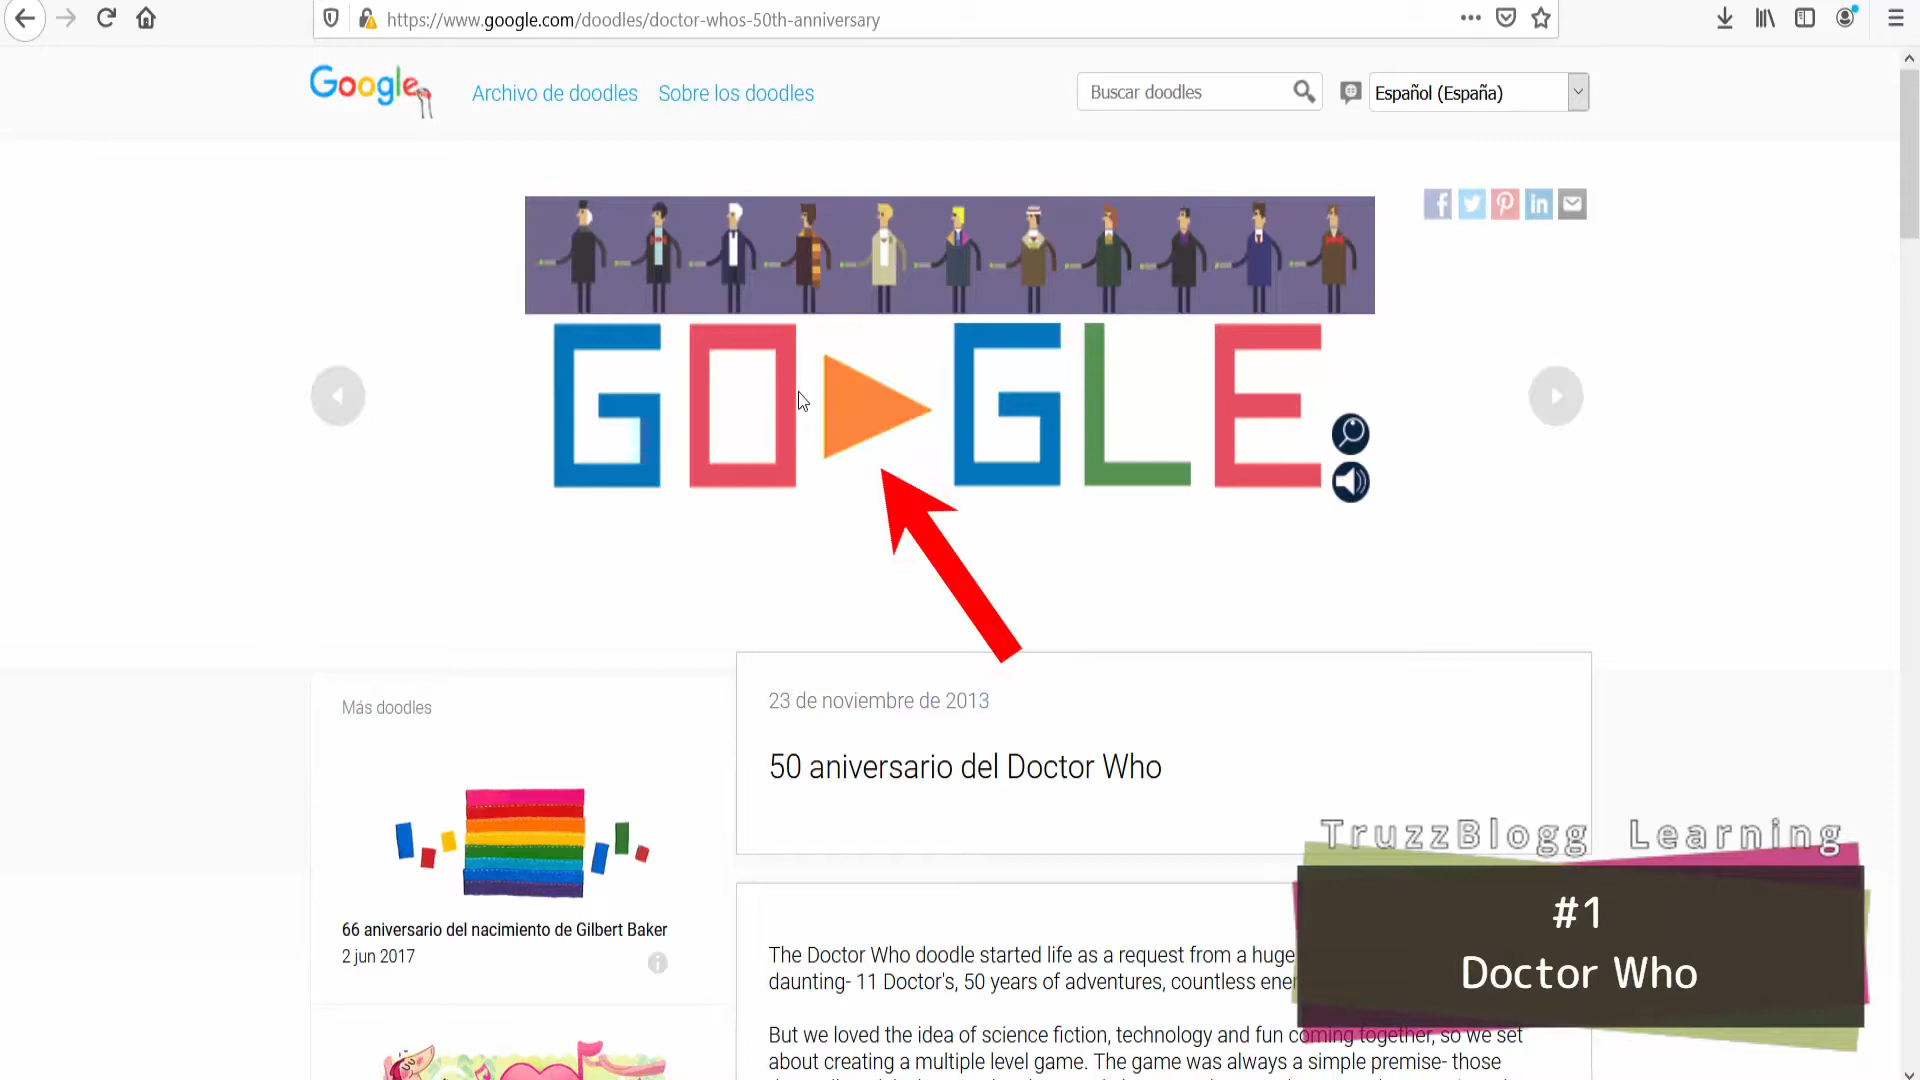 https://www.google.com/doodles/doctor-whos-50th-anniversary
Google
Archivo de doodles
Sobre los doodles
Buscar doodles
Español (España)
GO GLE
23 de noviembre de 2013
50 aniversario del Doctor Who
Más doodles
66 aniversario del nacimiento de Gilbert Baker
2 jun 2017
The Doctor Who doodle started life as a request from a huge
daunting- 11 Doctor's, 50 years of adventures, countless
But we loved the idea of science fiction, technology and fun coming together, so we set
about creating a multiple level game. The game was always a simple premise- those
TruzzBlogg Learning
#1
Doctor Who